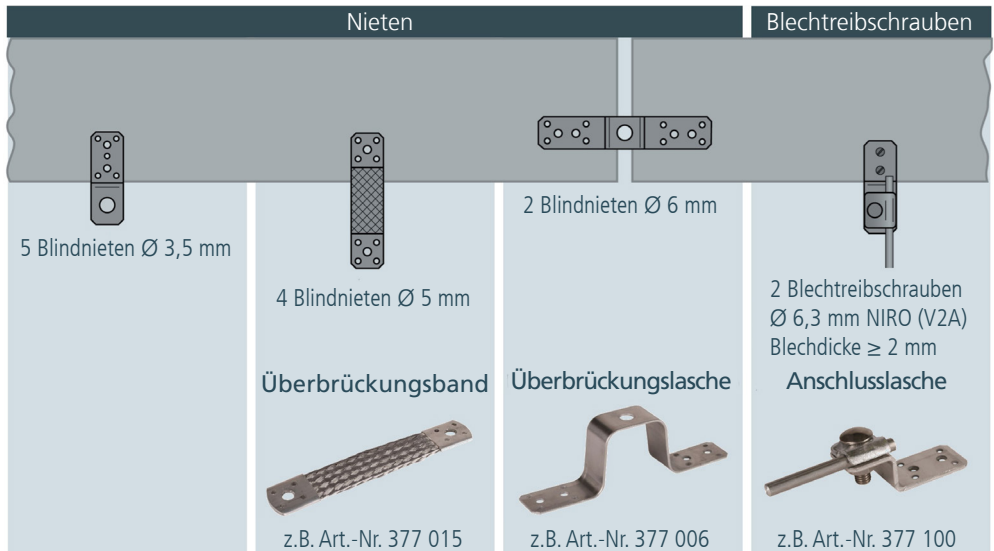 Nieten
Blechtreibschrauben
5 Blindnieten Ø 3,5 mm
4 Blindnieten Ø 5 mm
2 Blindnieten Ø 6 mm
2 Blechtreibschrauben
Ø 6,3 mm NIRO (V2A)
Blechdicke ≥ 2 mm
Überbrückungsband
Überbrückungslasche
Anschlusslasche
z.B. Art.-Nr. 377 015
z.B. Art.-Nr. 377 006
z.B. Art.-Nr. 377 100